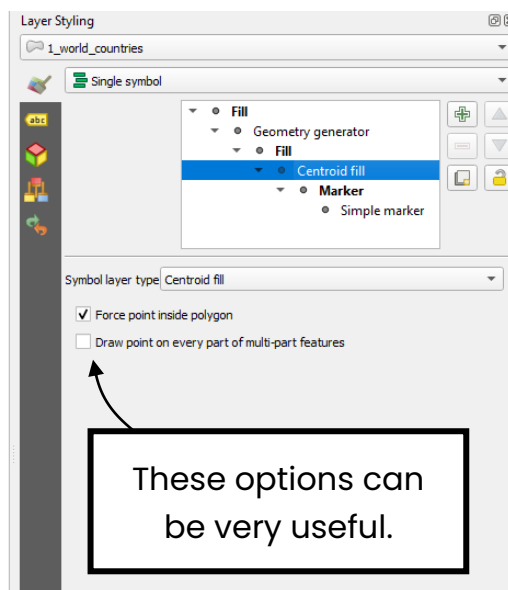 Layer Styling
1_world_countries
Single symbol
abc
Fill
Geometry generator
Fill
Centroid fill
Marker
Simple marker
Symbol layer type Centroid fill
Force point inside polygon
Draw point on every part of multi-part features
These options can
be very useful.